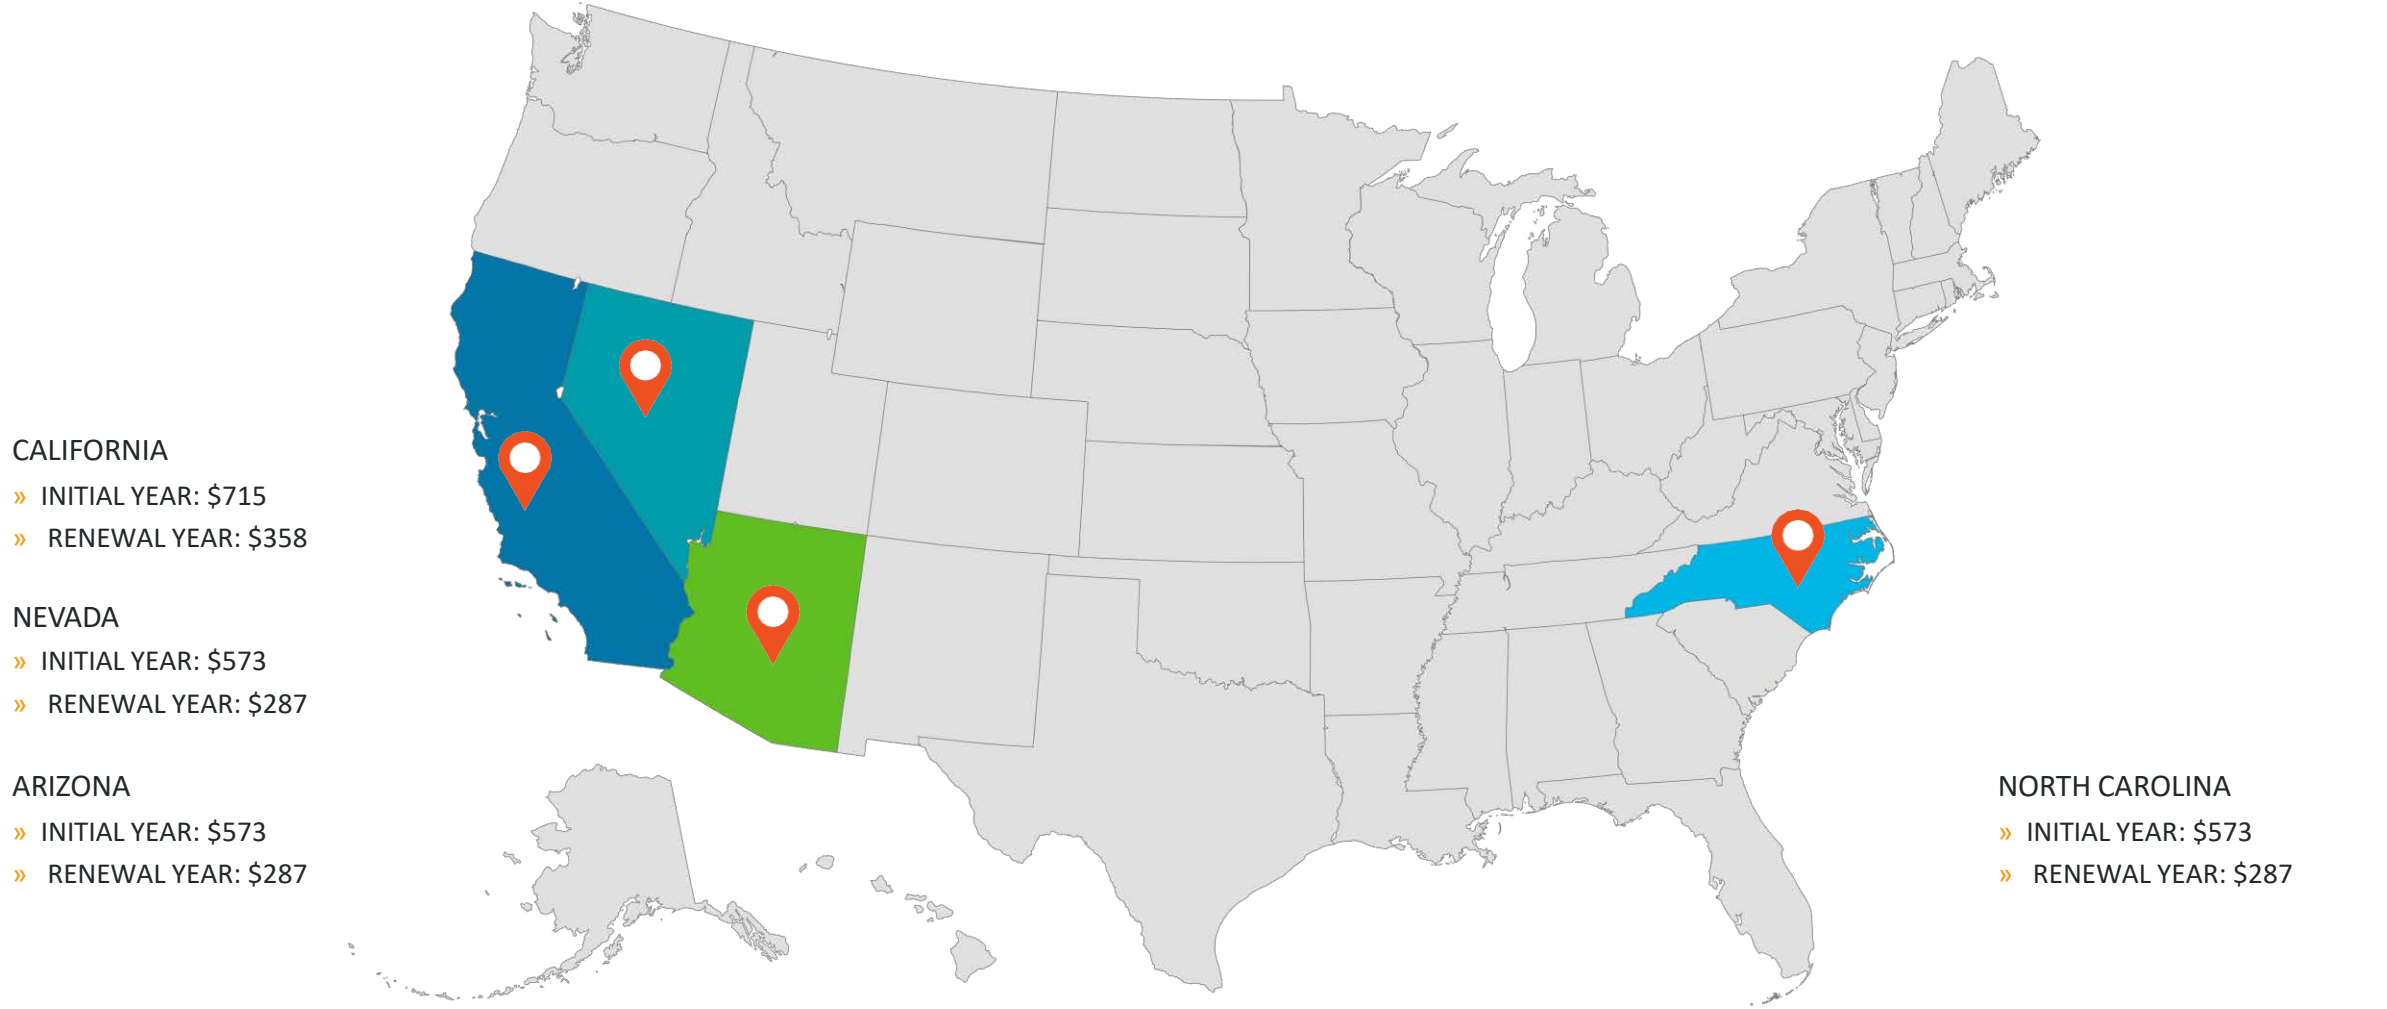 CALIFORNIA
» INITIAL YEAR: $715
» RENEWAL YEAR: $358
NEVADA
» INITIAL YEAR: $573
» RENEWAL YEAR: $287
ARIZONA
» INITIAL YEAR: $573
» RENEWAL YEAR: $287
NORTH CAROLINA
» INITIAL YEAR: $573
» RENEWAL YEAR: $287